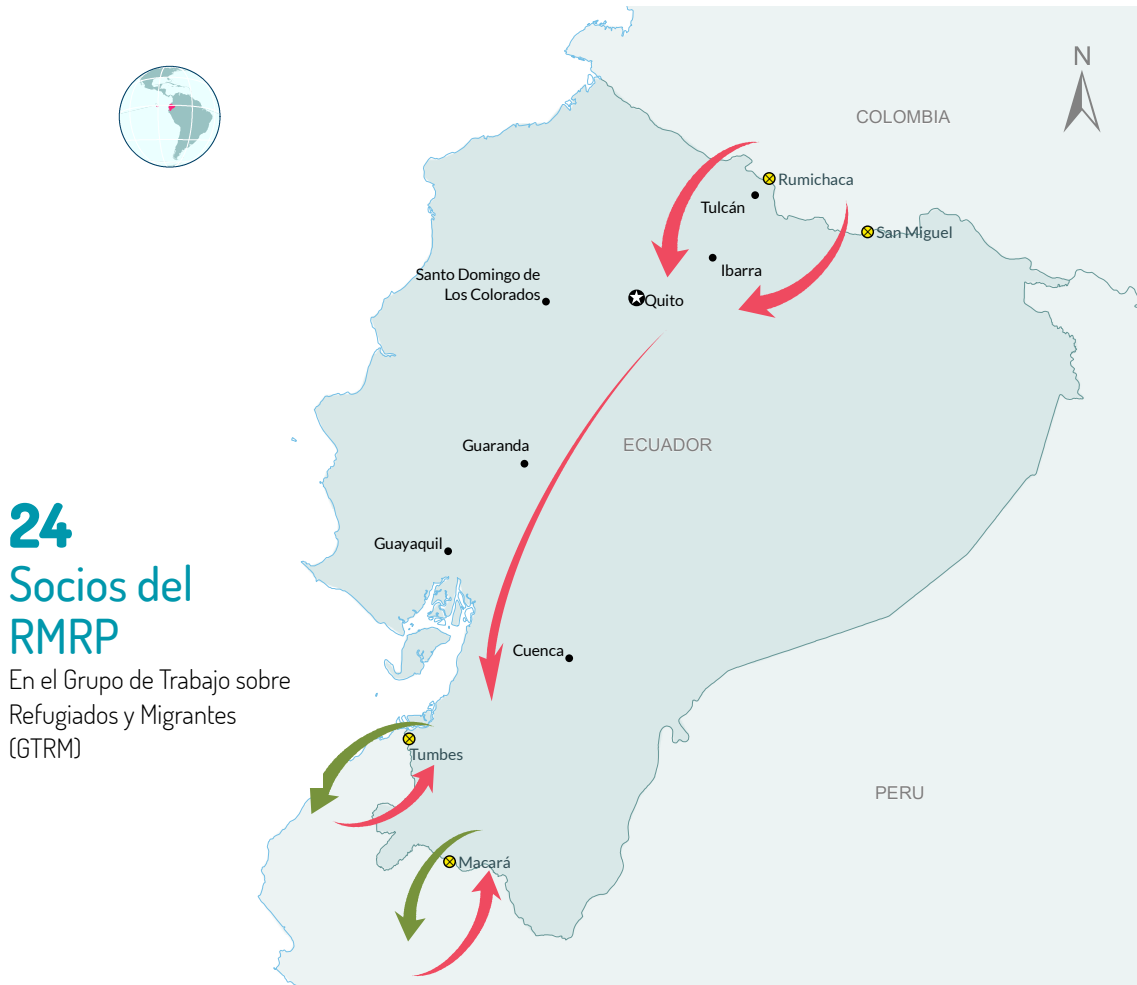 N
COLOMBIA
Rumichaca
Tulcán
San Miguel
Ibarra
Santo Domingo de
Los Colorados
Quito
Guaranda
ECUADOR
24
Socios del
RMRP
En el Grupo de Trabajo sobre
Refugiados y Migrantes
(GTRM)
Guayaquil
Cuenca
Tumbes
PERU
Macará